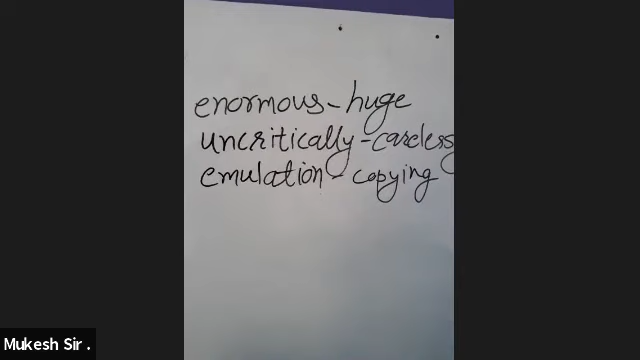 enormous - huge
uncritically - careless
emulation - copying
Mukesh Sir .